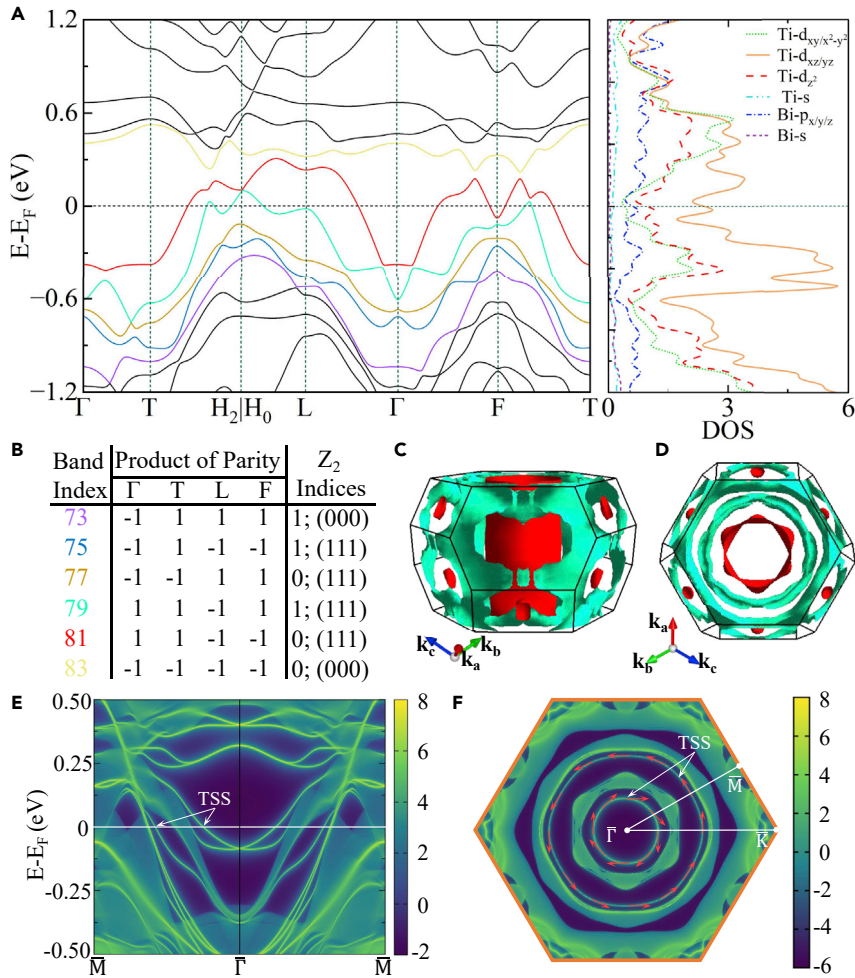 A
1.2
0.6
0
−0.6
−1.2
E-E_F (eV)
Γ T H₂|H₀ L Γ F T
Ti-d_xy/x²-y²
Ti-d_xz/yz
Ti-d_z²
Ti-s
Bi-p_x/y/z
Bi-s
0 3 6
DOS
B
Band Index Product of Parity Z₂ Indices
Γ T L F
73 -1 1 1 1 1; (000)
75 -1 1 -1 -1 1; (111)
77 -1 -1 1 1 0; (111)
79 1 1 -1 1 1; (111)
81 1 1 -1 -1 0; (111)
83 -1 -1 -1 -1 0; (000)
C
k_c k_b
k_a
D
k_a
k_b k_c
E
0.50
0.25
0
-0.25
-0.50
E-E_F (eV)
TSS
M̅ Γ̅ M̅
8
6
4
2
0
-2
F
TSS
M̅
Γ̅
K̅
8
6
4
2
0
-2
-4
-6